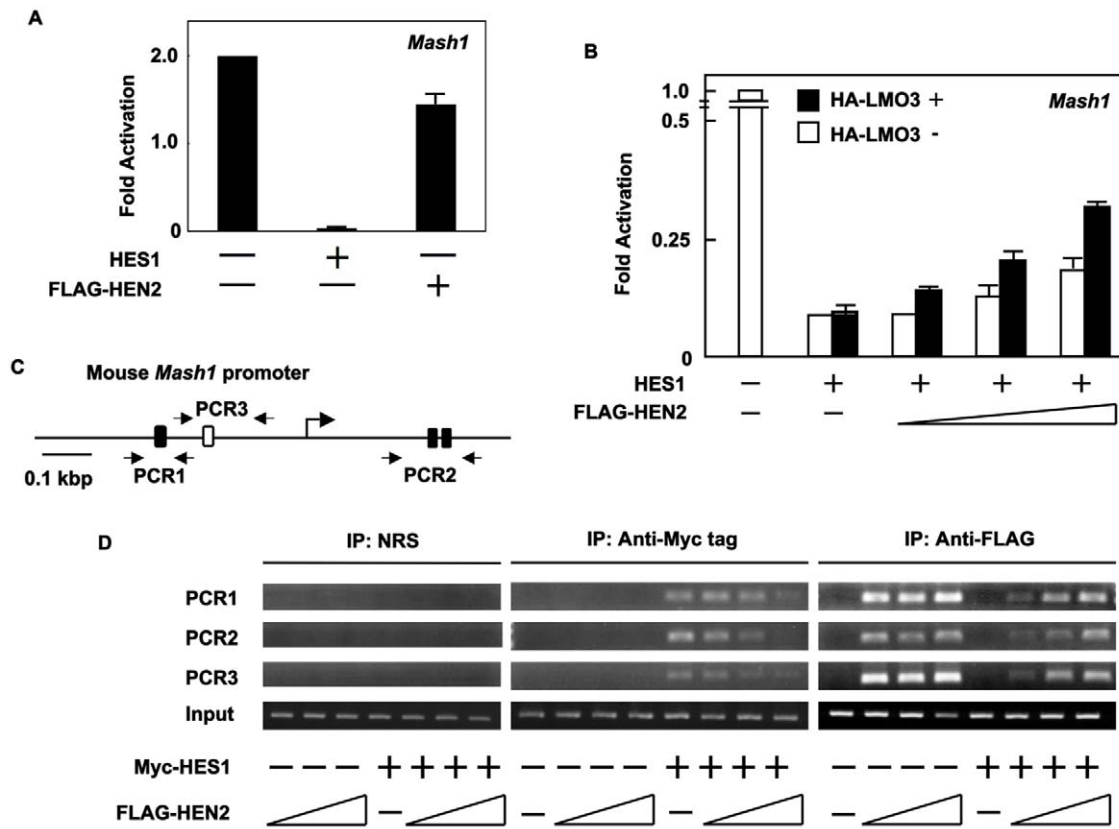 A
Mash1
2.0
1.0
0
Fold Activation
HES1 — + —
FLAG-HEN2 — — +
B
HA-LMO3 +
HA-LMO3 -
Mash1
1.0
0.5
0.25
0
Fold Activation
HES1 − + + + +
FLAG-HEN2 − −
C
Mouse Mash1 promoter
PCR3
PCR1
PCR2
0.1 kbp
D
IP: NRS IP: Anti-Myc tag IP: Anti-FLAG
PCR1
PCR2
PCR3
Input
Myc-HES1 — — — + + + + — — — — + + + + — — — — + + + +
FLAG-HEN2 — — — — —